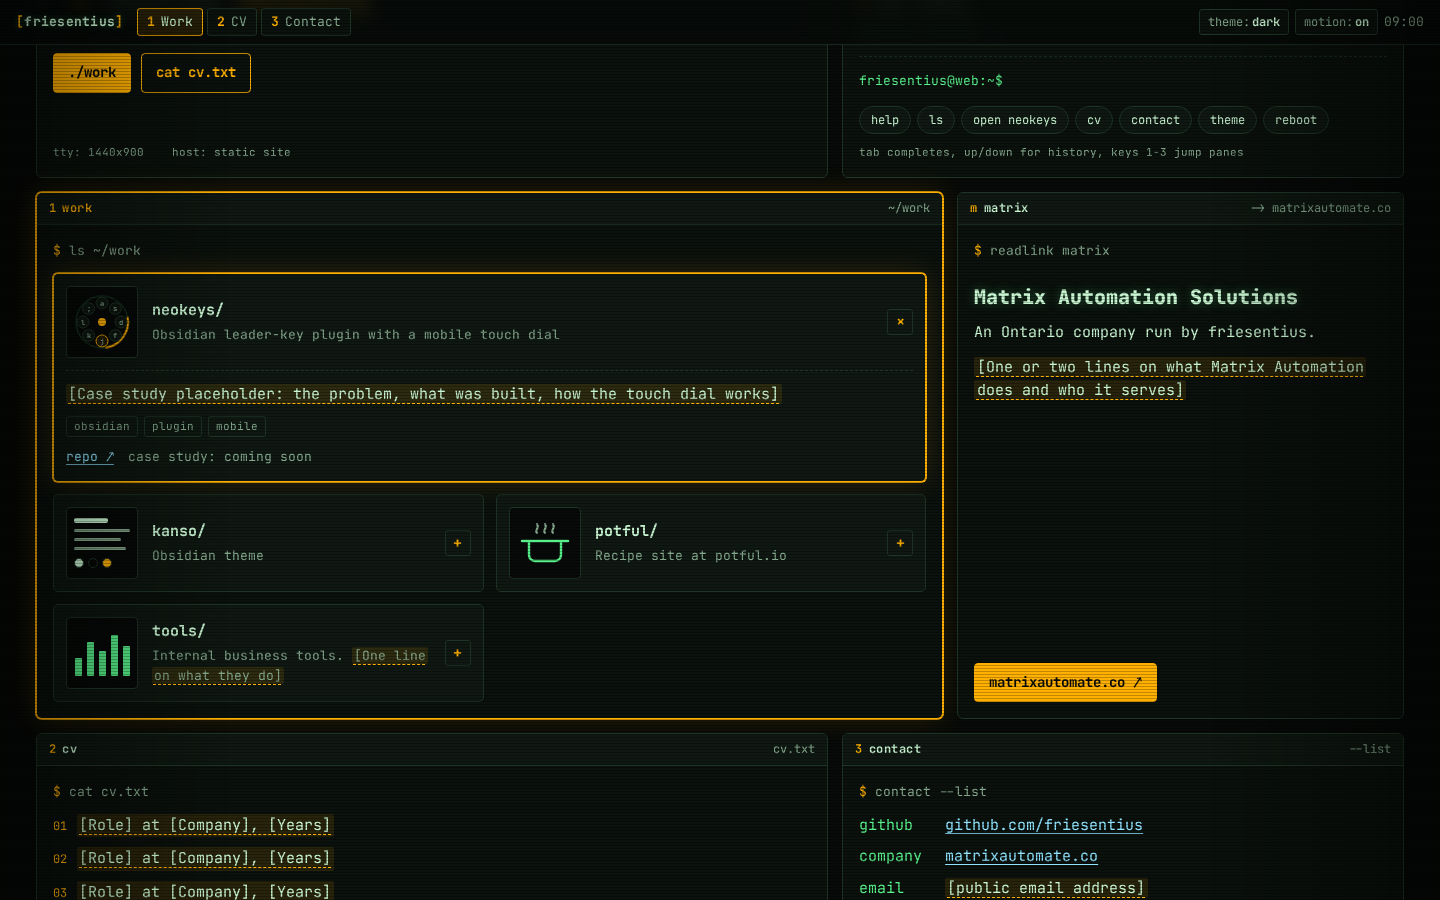 [friesentius]
1 Work
2 CV
3 Contact
theme: dark
motion: on
09:00
./work
cat cv.txt
tty: 1440x900
host: static site
friesentius@web:~$
help
ls
open neokeys
cv
contact
theme
reboot
tab completes, up/down for history, keys 1-3 jump panes
1 work
~/work
$ ls ~/work
neokeys/
Obsidian leader-key plugin with a mobile touch dial
×
[Case study placeholder: the problem, what was built, how the touch dial works]
obsidian
plugin
mobile
repo ↗
case study: coming soon
kanso/
Obsidian theme
+
potful/
Recipe site at potful.io
+
tools/
Internal business tools. [One line
on what they do]
+
m matrix
→ matrixautomate.co
$ readlink matrix
Matrix Automation Solutions
An Ontario company run by friesentius.
[One or two lines on what Matrix Automation
does and who it serves]
matrixautomate.co ↗
2 cv
cv.txt
$ cat cv.txt
01 [Role] at [Company], [Years]
02 [Role] at [Company], [Years]
03 [Role] at [Company], [Years]
3 contact
--list
$ contact --list
github github.com/friesentius
company matrixautomate.co
email [public email address]